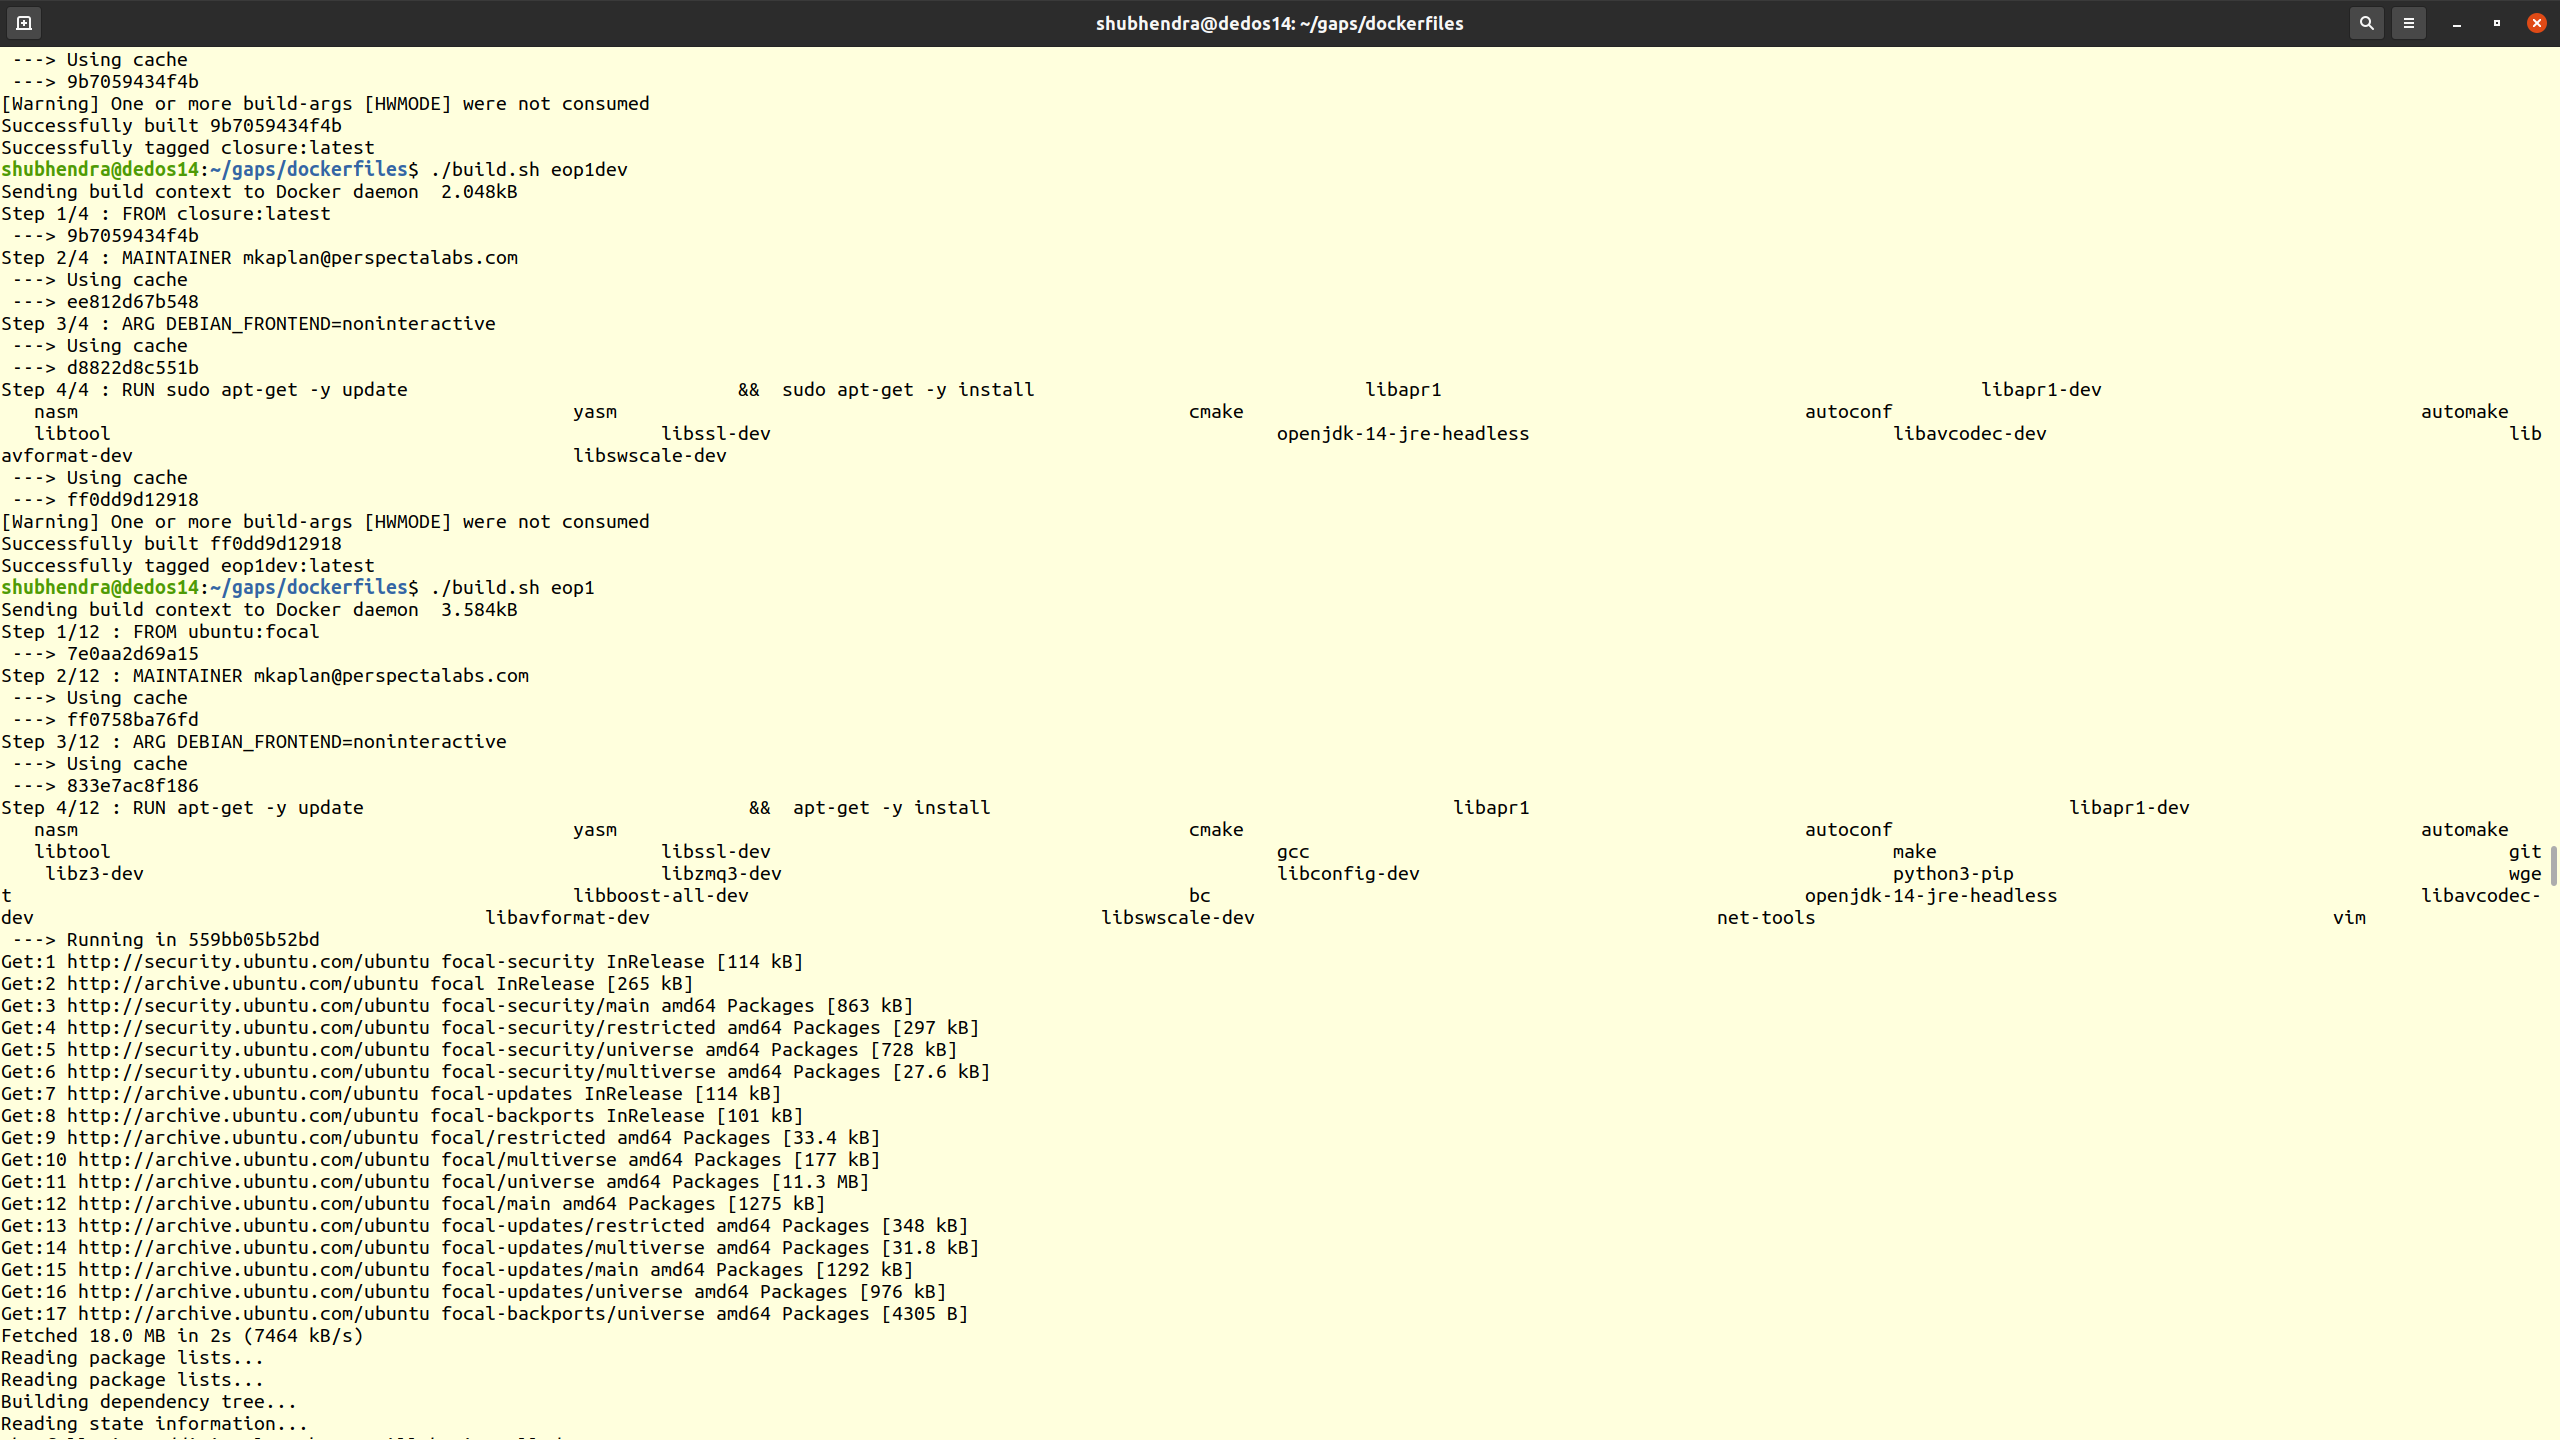 shubhendra@dedos14: ~/gaps/dockerfiles
---> Using cache
---> 9b7059434f4b
[Warning] One or more build-args [HWMODE] were not consumed
Successfully built 9b7059434f4b
Successfully tagged closure:latest
shubhendra@dedos14:~/gaps/dockerfiles$ ./build.sh eop1dev
Sending build context to Docker daemon  2.048kB
Step 1/4 : FROM closure:latest
---> 9b7059434f4b
Step 2/4 : MAINTAINER mkaplan@perspectalabs.com
---> Using cache
---> ee812d67b548
Step 3/4 : ARG DEBIAN_FRONTEND=noninteractive
---> Using cache
---> d8822d8c551b
Step 4/4 : RUN sudo apt-get -y update && sudo apt-get -y install libapr1 libapr1-dev
nasm yasm cmake autoconf automake
libtool libssl-dev openjdk-14-jre-headless libavcodec-dev lib
avformat-dev libswscale-dev
---> Using cache
---> ff0dd9d12918
[Warning] One or more build-args [HWMODE] were not consumed
Successfully built ff0dd9d12918
Successfully tagged eop1dev:latest
shubhendra@dedos14:~/gaps/dockerfiles$ ./build.sh eop1
Sending build context to Docker daemon  3.584kB
Step 1/12 : FROM ubuntu:focal
---> 7e0aa2d69a15
Step 2/12 : MAINTAINER mkaplan@perspectalabs.com
---> Using cache
---> ff0758ba76fd
Step 3/12 : ARG DEBIAN_FRONTEND=noninteractive
---> Using cache
---> 833e7ac8f186
Step 4/12 : RUN apt-get -y update && apt-get -y install libapr1 libapr1-dev
nasm yasm cmake autoconf automake
libtool libssl-dev gcc make git
libz3-dev libzmq3-dev libconfig-dev python3-pip wge
t libboost-all-dev bc openjdk-14-jre-headless libavcodec-
dev libavformat-dev libswscale-dev net-tools vim
---> Running in 559bb05b52bd
Get:1 http://security.ubuntu.com/ubuntu focal-security InRelease [114 kB]
Get:2 http://archive.ubuntu.com/ubuntu focal InRelease [265 kB]
Get:3 http://security.ubuntu.com/ubuntu focal-security/main amd64 Packages [863 kB]
Get:4 http://security.ubuntu.com/ubuntu focal-security/restricted amd64 Packages [297 kB]
Get:5 http://security.ubuntu.com/ubuntu focal-security/universe amd64 Packages [728 kB]
Get:6 http://security.ubuntu.com/ubuntu focal-security/multiverse amd64 Packages [27.6 kB]
Get:7 http://archive.ubuntu.com/ubuntu focal-updates InRelease [114 kB]
Get:8 http://archive.ubuntu.com/ubuntu focal-backports InRelease [101 kB]
Get:9 http://archive.ubuntu.com/ubuntu focal/restricted amd64 Packages [33.4 kB]
Get:10 http://archive.ubuntu.com/ubuntu focal/multiverse amd64 Packages [177 kB]
Get:11 http://archive.ubuntu.com/ubuntu focal/universe amd64 Packages [11.3 MB]
Get:12 http://archive.ubuntu.com/ubuntu focal/main amd64 Packages [1275 kB]
Get:13 http://archive.ubuntu.com/ubuntu focal-updates/restricted amd64 Packages [348 kB]
Get:14 http://archive.ubuntu.com/ubuntu focal-updates/multiverse amd64 Packages [31.8 kB]
Get:15 http://archive.ubuntu.com/ubuntu focal-updates/main amd64 Packages [1292 kB]
Get:16 http://archive.ubuntu.com/ubuntu focal-updates/universe amd64 Packages [976 kB]
Get:17 http://archive.ubuntu.com/ubuntu focal-backports/universe amd64 Packages [4305 B]
Fetched 18.0 MB in 2s (7464 kB/s)
Reading package lists...
Reading package lists...
Building dependency tree...
Reading state information...